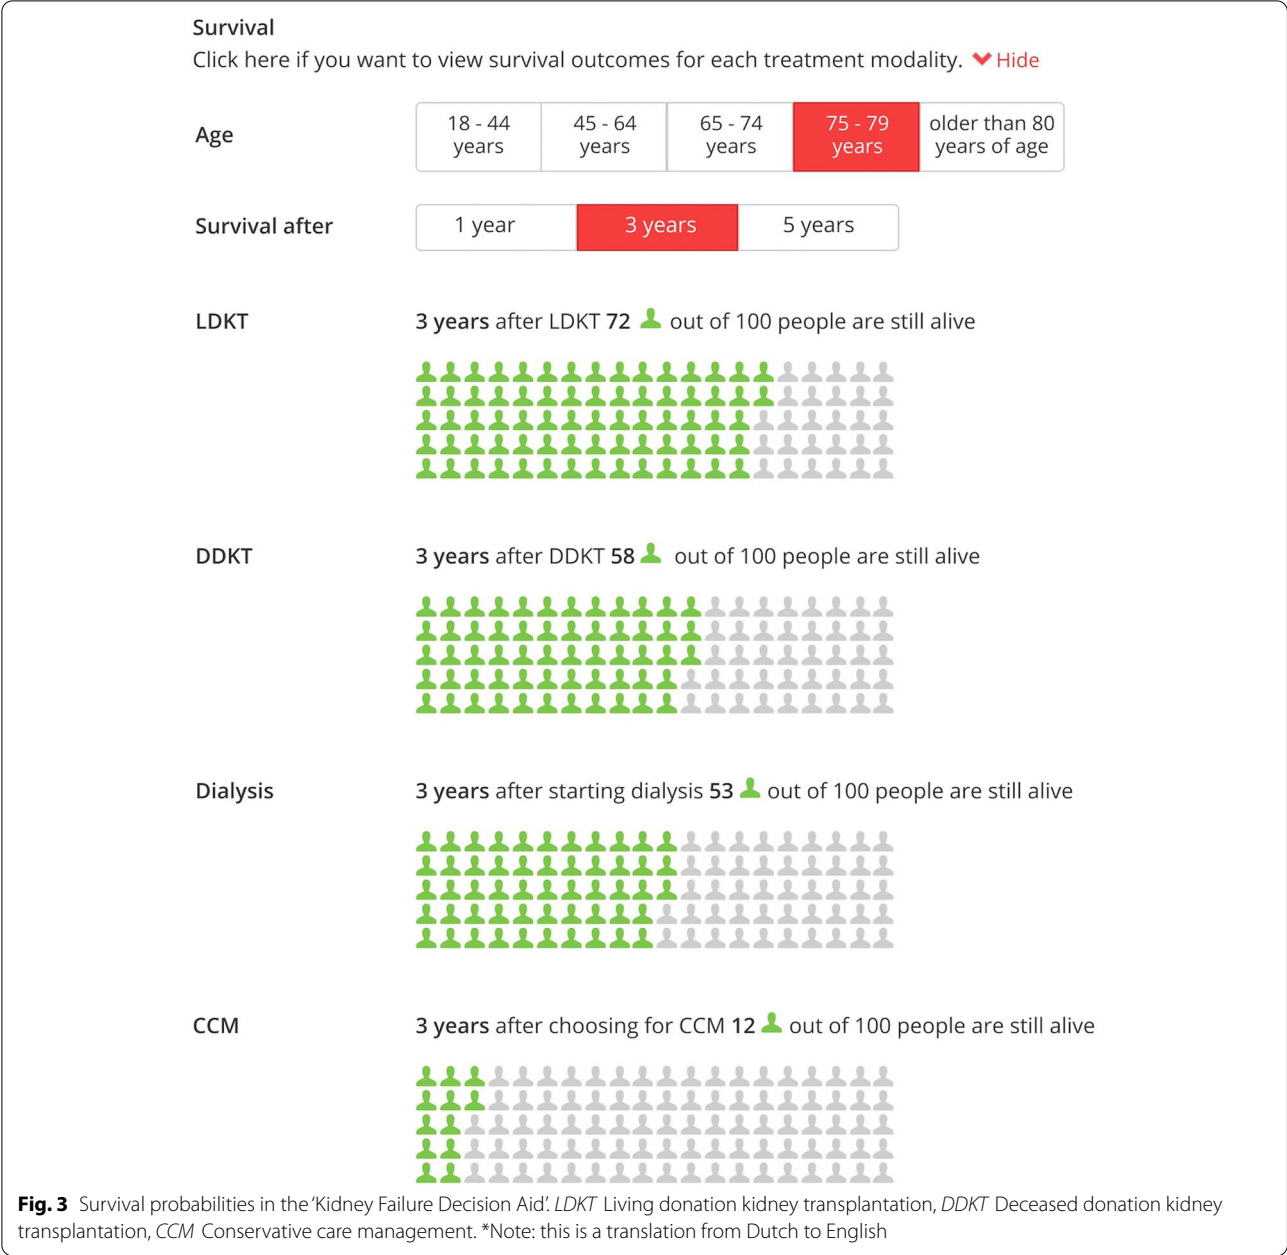 Survival
Click here if you want to view survival outcomes for each treatment modality. Hide
Age
18 - 44 years
45 - 64 years
65 - 74 years
75 - 79 years
older than 80 years of age
Survival after
1 year
3 years
5 years
LDKT
3 years after LDKT 72 out of 100 people are still alive
DDKT
3 years after DDKT 58 out of 100 people are still alive
Dialysis
3 years after starting dialysis 53 out of 100 people are still alive
CCM
3 years after choosing for CCM 12 out of 100 people are still alive
Fig. 3 Survival probabilities in the ‘Kidney Failure Decision Aid’. LDKT Living donation kidney transplantation, DDKT Deceased donation kidney
transplantation, CCM Conservative care management. *Note: this is a translation from Dutch to English